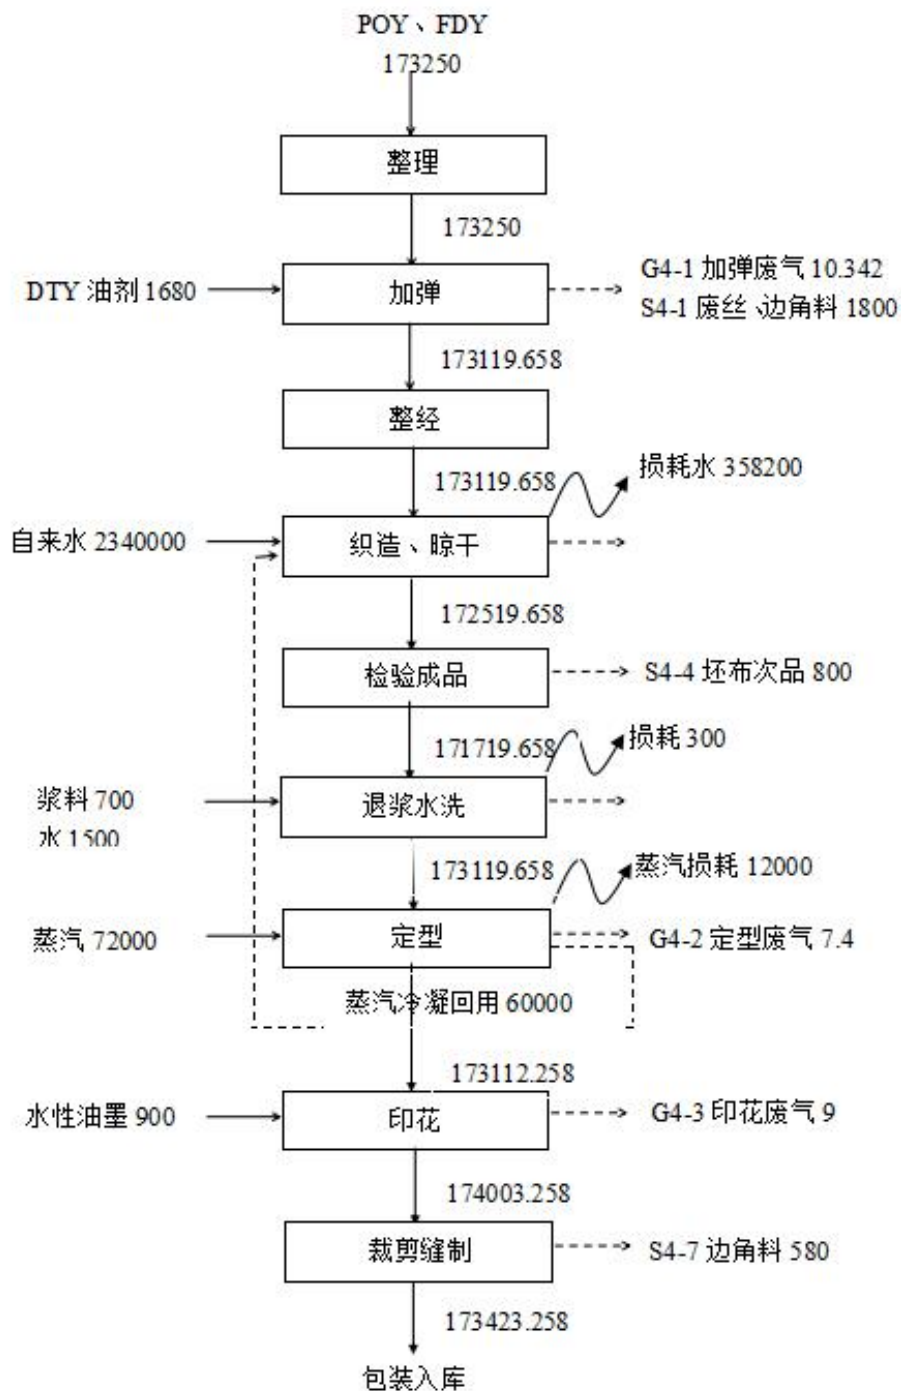 POY、FDY
173250
整理
173250
DTY 油剂 1680
加弹
G4-1 加弹废气 10.342
S4-1 废丝、边角料 1800
173119.658
整经
173119.658
损耗水 358200
自来水 2340000
织造、晾干
172519.658
检验成品
S4-4 坯布次品 800
171719.658
损耗 300
浆料 700
水 1500
退浆水洗
173119.658
蒸汽损耗 12000
蒸汽 72000
定型
G4-2 定型废气 7.4
蒸汽冷凝回用 60000
173112.258
水性油墨 900
印花
G4-3 印花废气 9
174003.258
裁剪缝制
S4-7 边角料 580
173423.258
包装入库